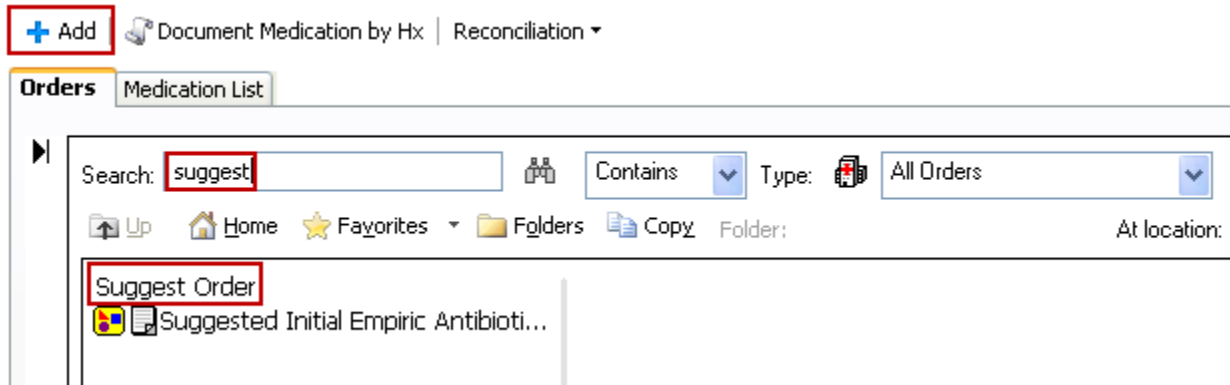 Add Document Medication by Hx Reconciliation
Orders Medication List
Search: suggest Contains Type: All Orders
Up Home Favorites Folders Copy Folder: At location:
Suggest Order
Suggested Initial Empiric Antibioti...